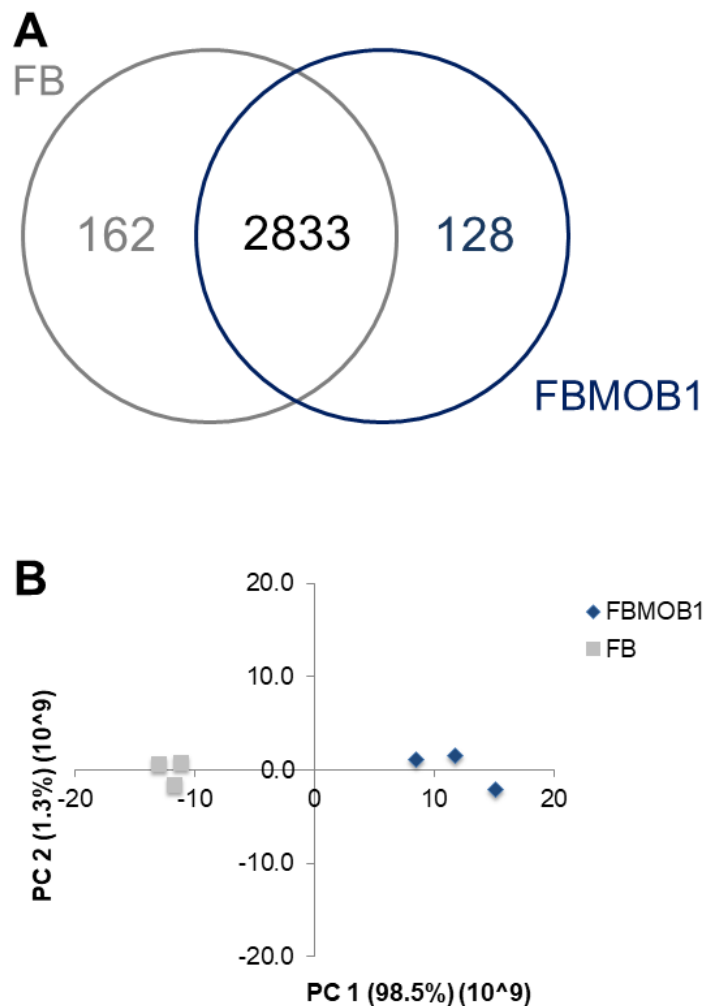 A
FB
162 2833 128
FBMOB1
B
20.0
FBMOB1
10.0
FB
0.0
-20 -10 0 10 20
-10.0
-20.0
PC 2 (1.3%) (10^9)
PC 1 (98.5%) (10^9)